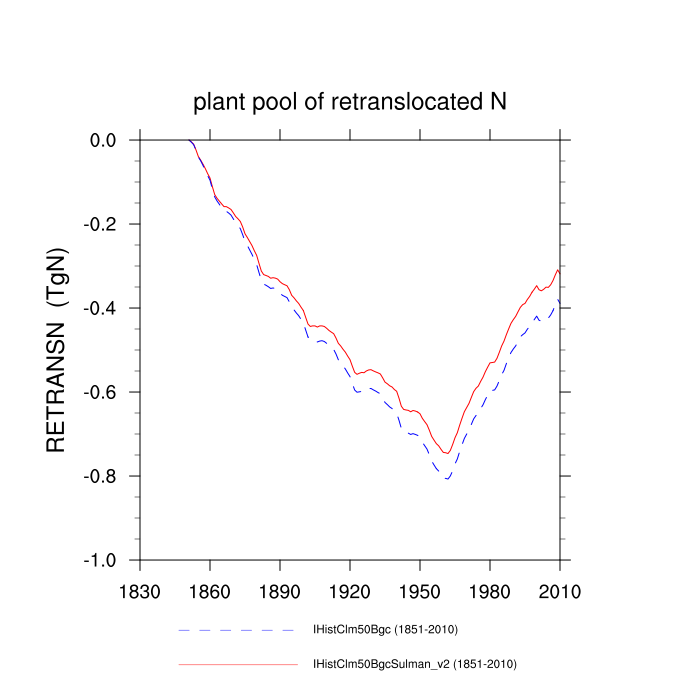 plant pool of retranslocated N
RETRANSN (TgN)
0.0
-0.2
-0.4
-0.6
-0.8
-1.0
1830 1860 1890 1920 1950 1980 2010
IHistClm50Bgc (1851-2010)
IHistClm50BgcSulman_v2 (1851-2010)